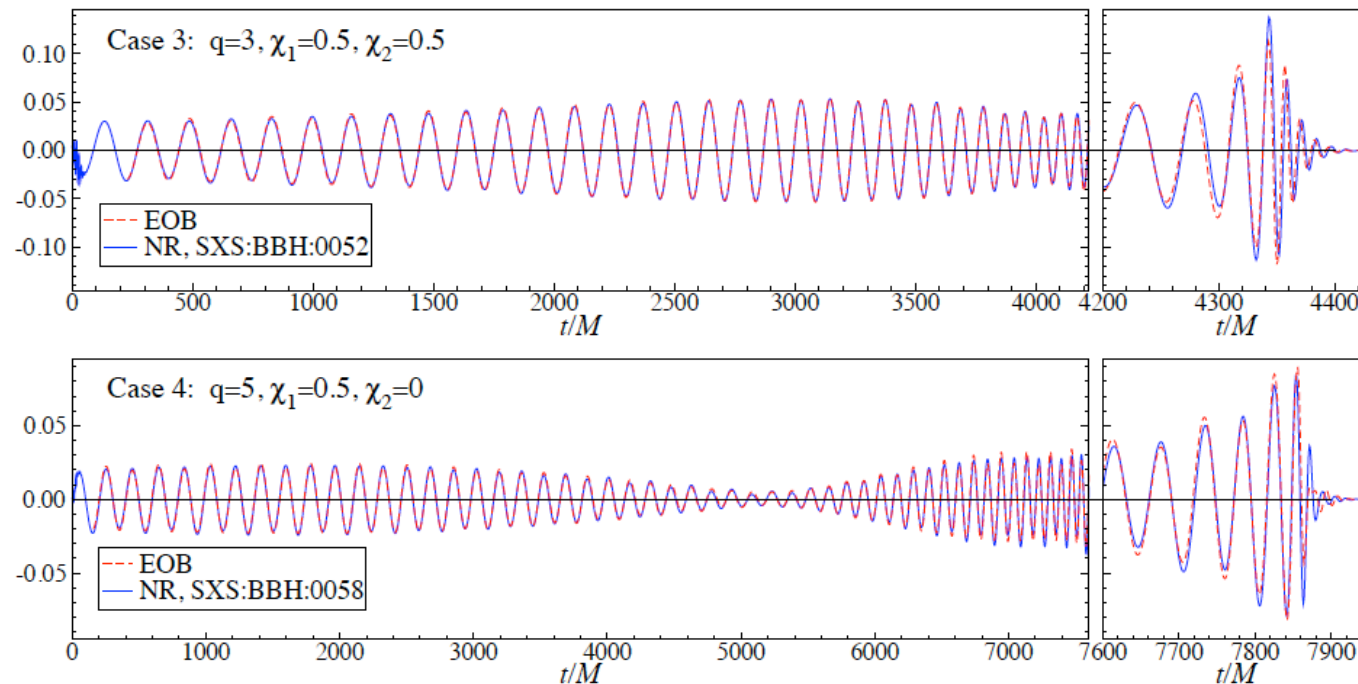 Case 3: q=3, χ₁=0.5, χ₂=0.5
0.10
0.05
0.00
-0.05
-0.10
EOB
NR, SXS:BBH:0052
0 500 1000 1500 2000 2500 3000 3500 4000 4200 4300 4400
t/M t/M
Case 4: q=5, χ₁=0.5, χ₂=0
0.05
0.00
-0.05
EOB
NR, SXS:BBH:0058
0 1000 2000 3000 4000 5000 6000 7000 7600 7700 7800 7900
t/M t/M